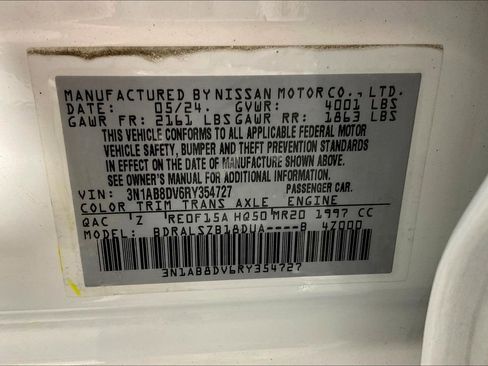 MANUFACTURED BY NISSAN MOTOR CO., LTD.
DATE: 05/24. GVWR: 4001 LBS
GAWR FR: 2161 LBS GAWR RR: 1863 LBS
THIS VEHICLE CONFORMS TO ALL APPLICABLE FEDERAL MOTOR
VEHICLE SAFETY, BUMPER AND THEFT PREVENTION STANDARDS
IN EFFECT ON THE DATE OF MANUFACTURE SHOWN ABOVE.
SEE OWNER'S MANUAL FOR ADDITIONAL INFORMATION.
VIN: 3N1AB8DV6RY354727 PASSENGER CAR.
COLOR TRIM TRANS AXLE ENGINE
QAC Z RE0F15A HQ50 MR20 1997 CC
MODEL: BDRALSZB18DUA----B 4Z000
3N1AB8DV6RY354727